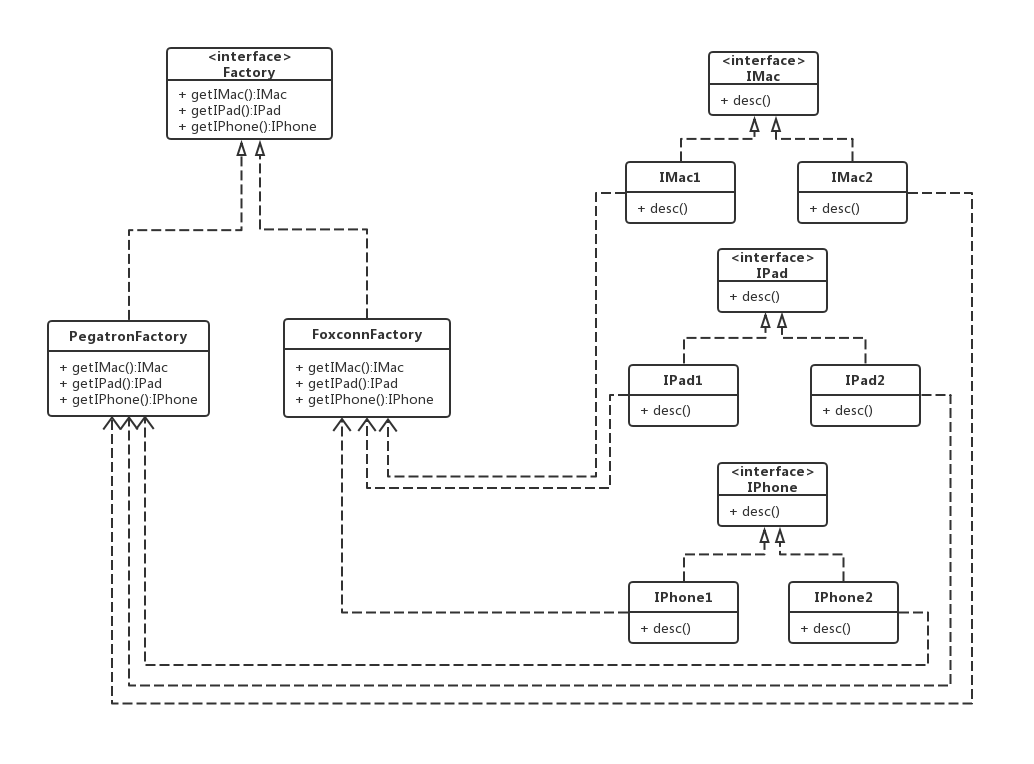 <interface>
Factory
+ getIMac():IMac
+ getIPad():IPad
+ getIPhone():IPhone
<interface>
IMac
+ desc()
IMac1
+ desc()
IMac2
+ desc()
<interface>
IPad
+ desc()
PegatronFactory
+ getIMac():IMac
+ getIPad():IPad
+ getIPhone():IPhone
FoxconnFactory
+ getIMac():IMac
+ getIPad():IPad
+ getIPhone():IPhone
IPad1
+ desc()
IPad2
+ desc()
<interface>
IPhone
+ desc()
IPhone1
+ desc()
IPhone2
+ desc()